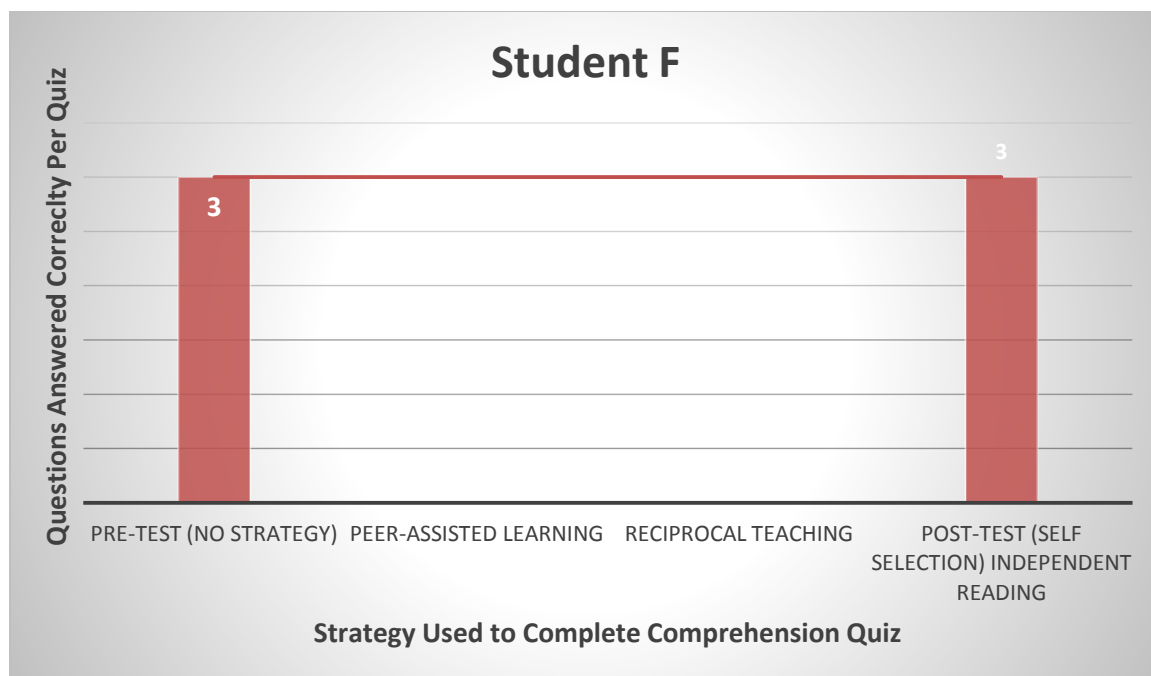 Student F
Questions Answered Correclty Per Quiz
3
3
PRE-TEST (NO STRATEGY)
PEER-ASSISTED LEARNING
RECIPROCAL TEACHING
POST-TEST (SELF
SELECTION) INDEPENDENT
READING
Strategy Used to Complete Comprehension Quiz